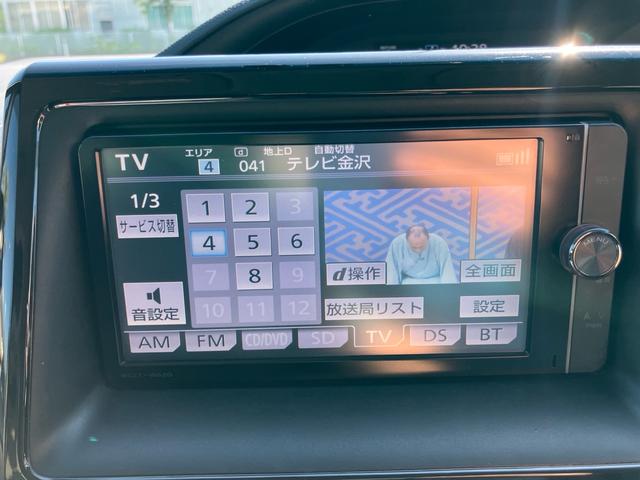 TV エリア 4 d 地上D 自動切替 041 テレビ金沢
1/3
サービス切替
1 2 3
4 5 6
7 8 9
10 11 12
d操作 全画面
音設定 放送局リスト 設定
AM FM CD/DVD SD TV DS BT
MENU